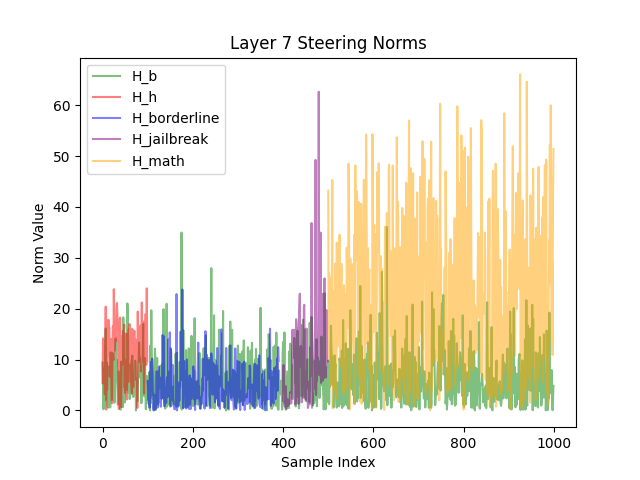 Layer 7 Steering Norms
H_b
H_h
H_borderline
H_jailbreak
H_math
Norm Value
60
50
40
30
20
10
0
0 200 400 600 800 1000
Sample Index